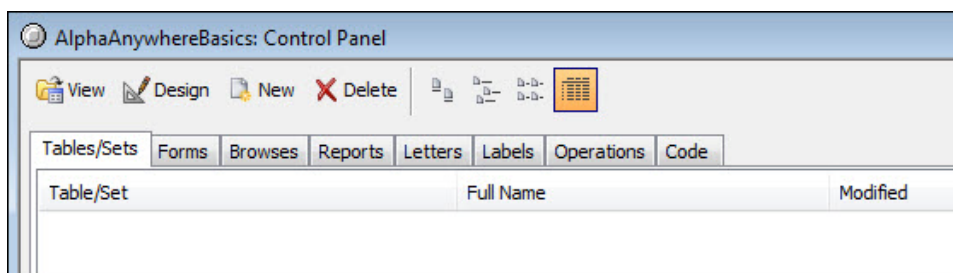 AlphaAnywhereBasics: Control Panel
View Design New Delete
Tables/Sets Forms Browses Reports Letters Labels Operations Code
Table/Set Full Name Modified